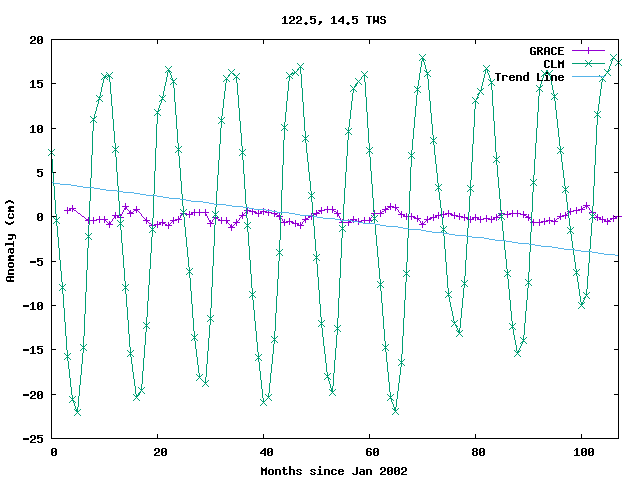 122.5, 14.5 TWS
20
15
10
5
0
-5
-10
-15
-20
-25
Anomaly (cm)
GRACE
CLM
Trend Line
0 20 40 60 80 100
Months since Jan 2002